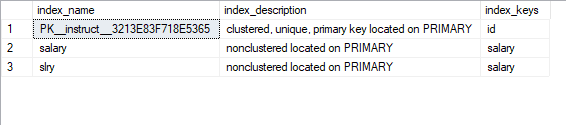 index_name index_description index_keys
1 PK__instruct__3213E83F718E5365 clustered, unique, primary key located on PRIMARY id
2 salary nonclustered located on PRIMARY salary
3 slry nonclustered located on PRIMARY salary